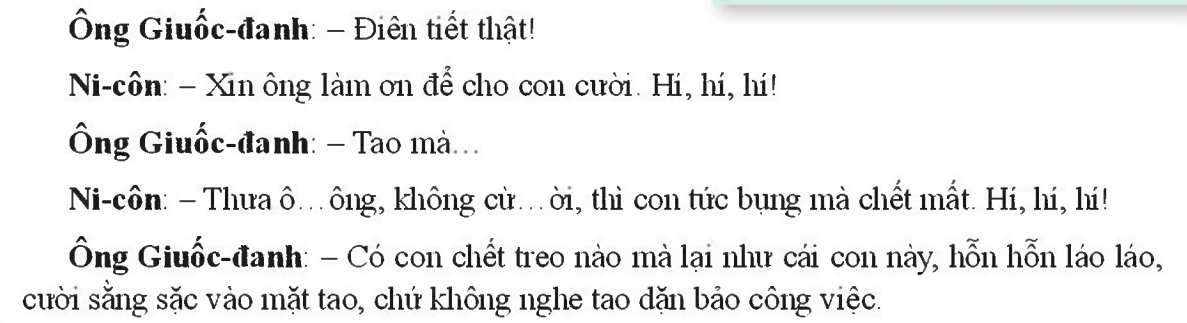 Ông Giuốc-đanh: – Điên tiết thật!
Ni-côn: – Xin ông làm ơn để cho con cười. Hí, hí, hí!
Ông Giuốc-đanh: – Tao mà...
Ni-côn: – Thưa ô...ông, không cừ...ời, thì con tức bụng mà chết mất. Hí, hí, hí!
Ông Giuốc-đanh: – Có con chết treo nào mà lại như cái con này, hỗn hỗn láo láo,
cười sằng sặc vào mặt tao, chứ không nghe tao dặn bảo công việc.